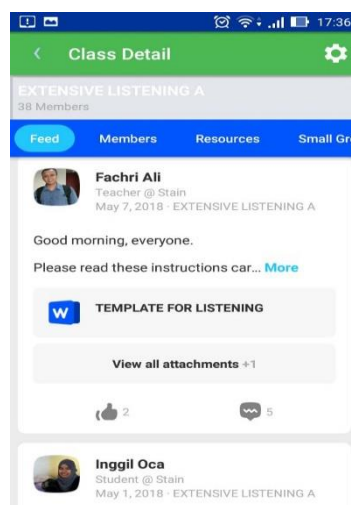 17:36
Class Detail
EXTENSIVE LISTENING A
38 Members
Feed Members Resources Small Gr
Fachri Ali
Teacher @ Stain
May 7, 2018 · EXTENSIVE LISTENING A
Good morning, everyone.
Please read these instructions car... More
W TEMPLATE FOR LISTENING
View all attachments +1
2 5
Inggil Oca
Student @ Stain
May 1, 2018 · EXTENSIVE LISTENING A